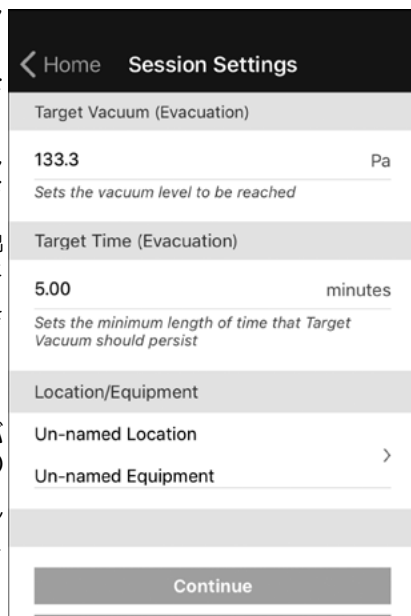 Home Session Settings
Target Vacuum (Evacuation)
133.3 Pa
Sets the vacuum level to be reached
Target Time (Evacuation)
5.00 minutes
Sets the minimum length of time that Target
Vacuum should persist
Location/Equipment
Un-named Location
Un-named Equipment
Continue